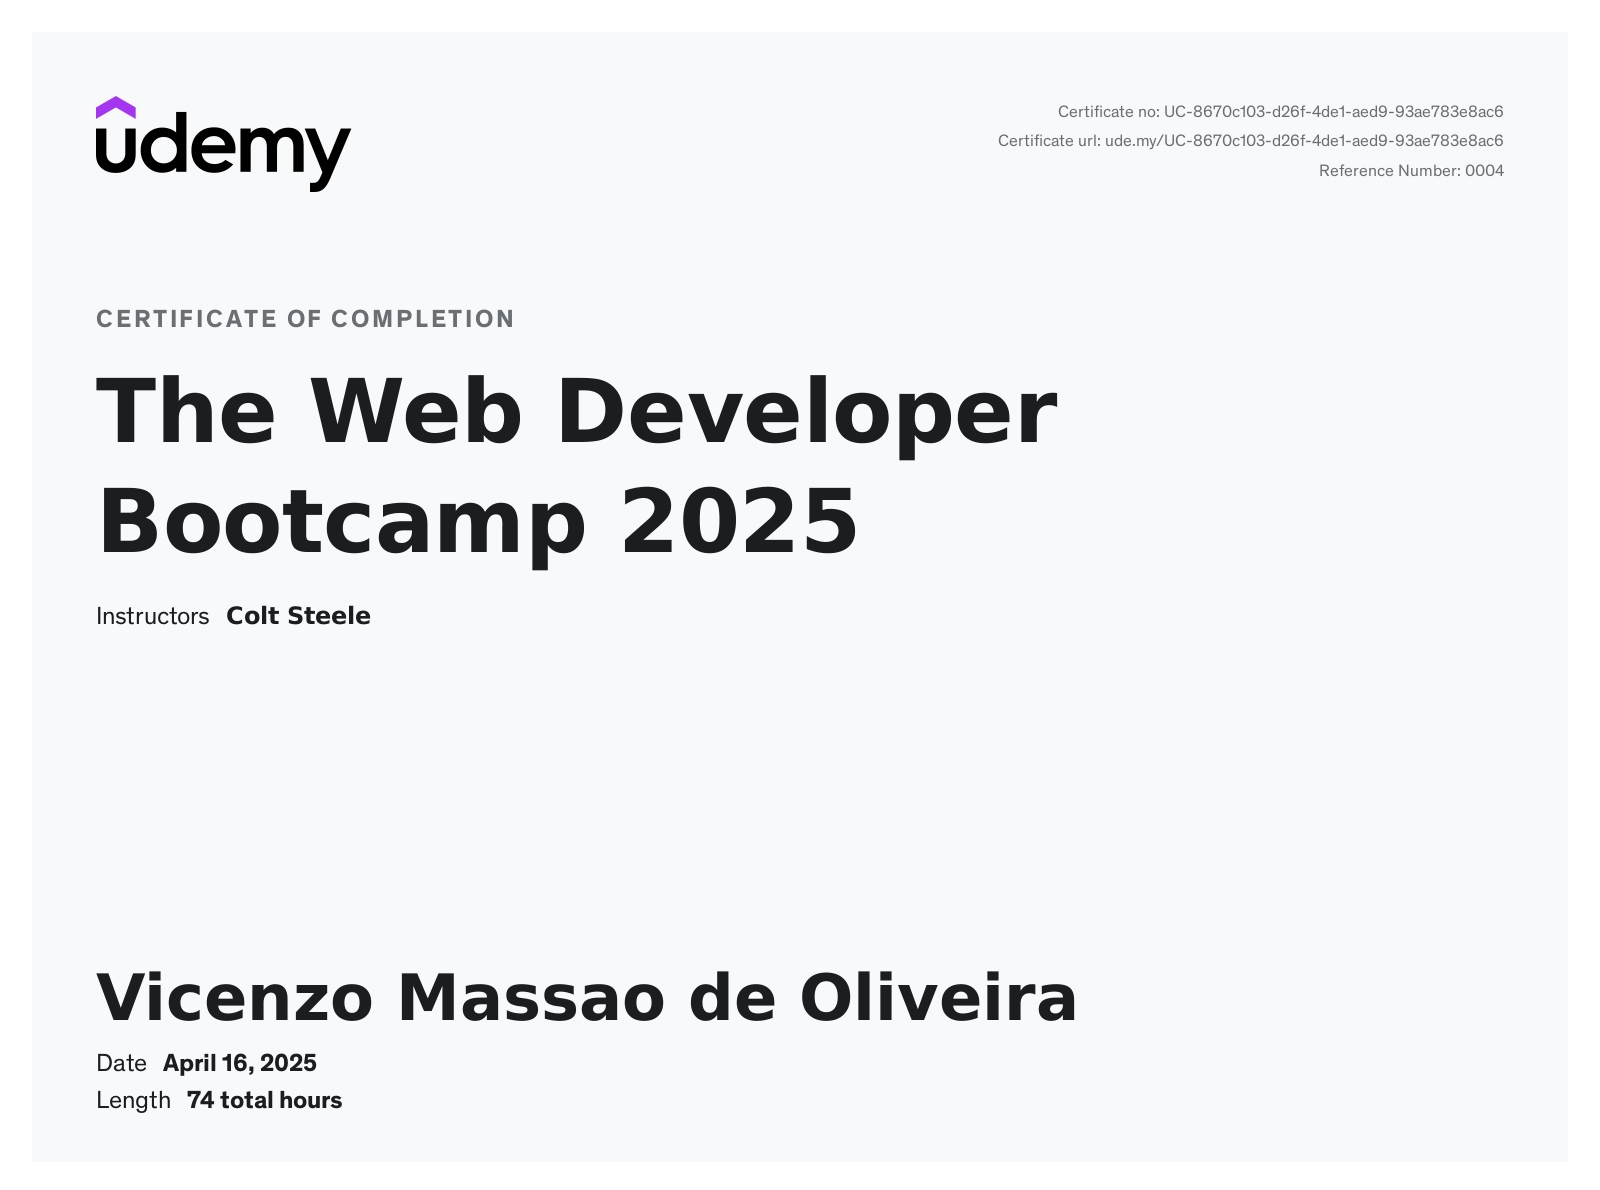 udemy
Certificate no: UC-8670c103-d26f-4de1-aed9-93ae783e8ac6
Certificate url: ude.my/UC-8670c103-d26f-4de1-aed9-93ae783e8ac6
Reference Number: 0004
CERTIFICATE OF COMPLETION
The Web Developer
Bootcamp 2025
Instructors Colt Steele
Vicenzo Massao de Oliveira
Date April 16, 2025
Length 74 total hours